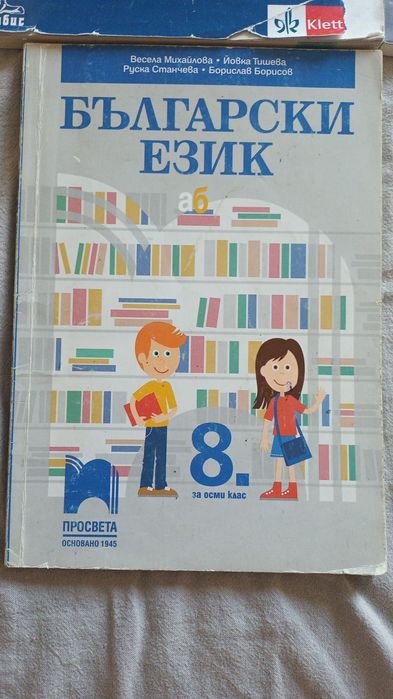 Klett
Весела Михайлова • Йовка Тишева
Руска Станчева • Борислав Борисов
БЪЛГАРСКИ
ЕЗИК
аб
8.
за осми клас
ПРОСВЕТА
ОСНОВАНО 1945